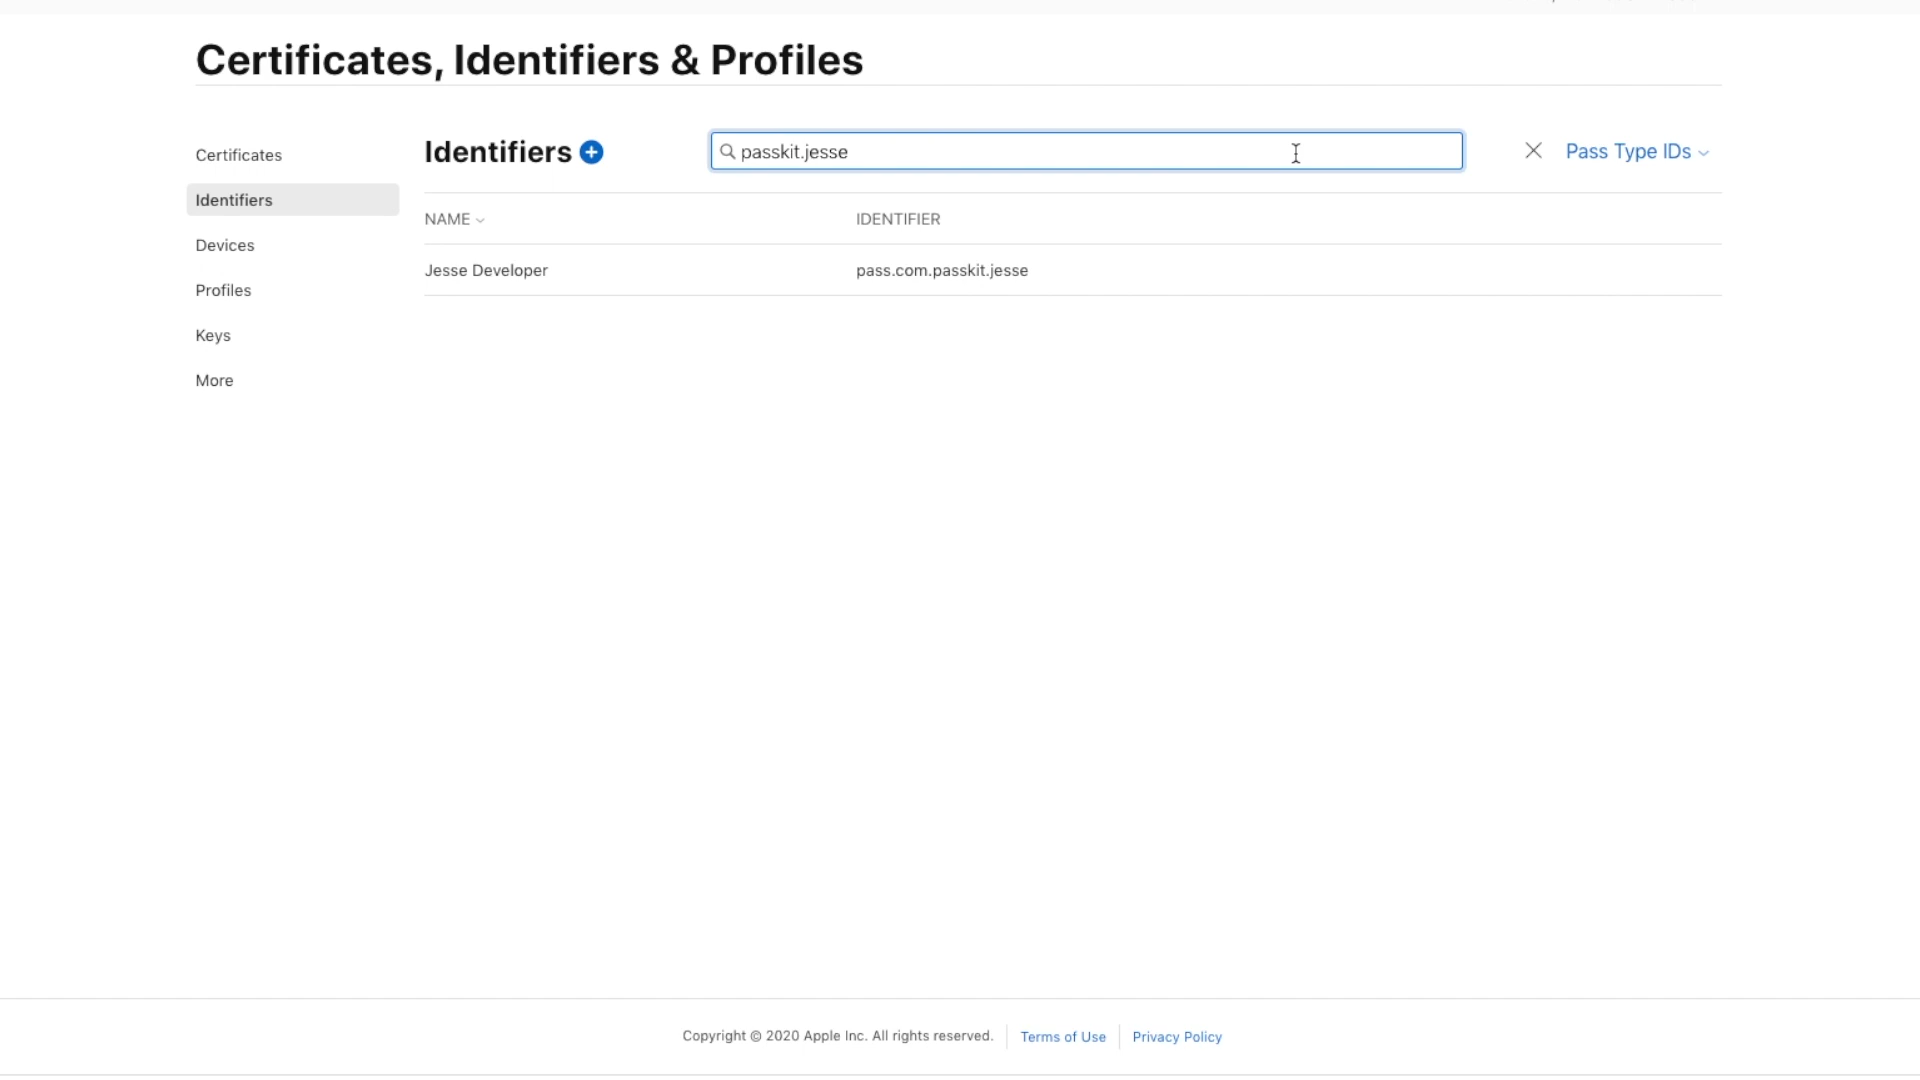 Certificates, Identifiers & Profiles
Certificates
Identifiers
Devices
Profiles
Keys
More
Identifiers
passkit.jesse
Pass Type IDs
NAME
IDENTIFIER
Jesse Developer
pass.com.passkit.jesse
Copyright © 2020 Apple Inc. All rights reserved.
Terms of Use
Privacy Policy